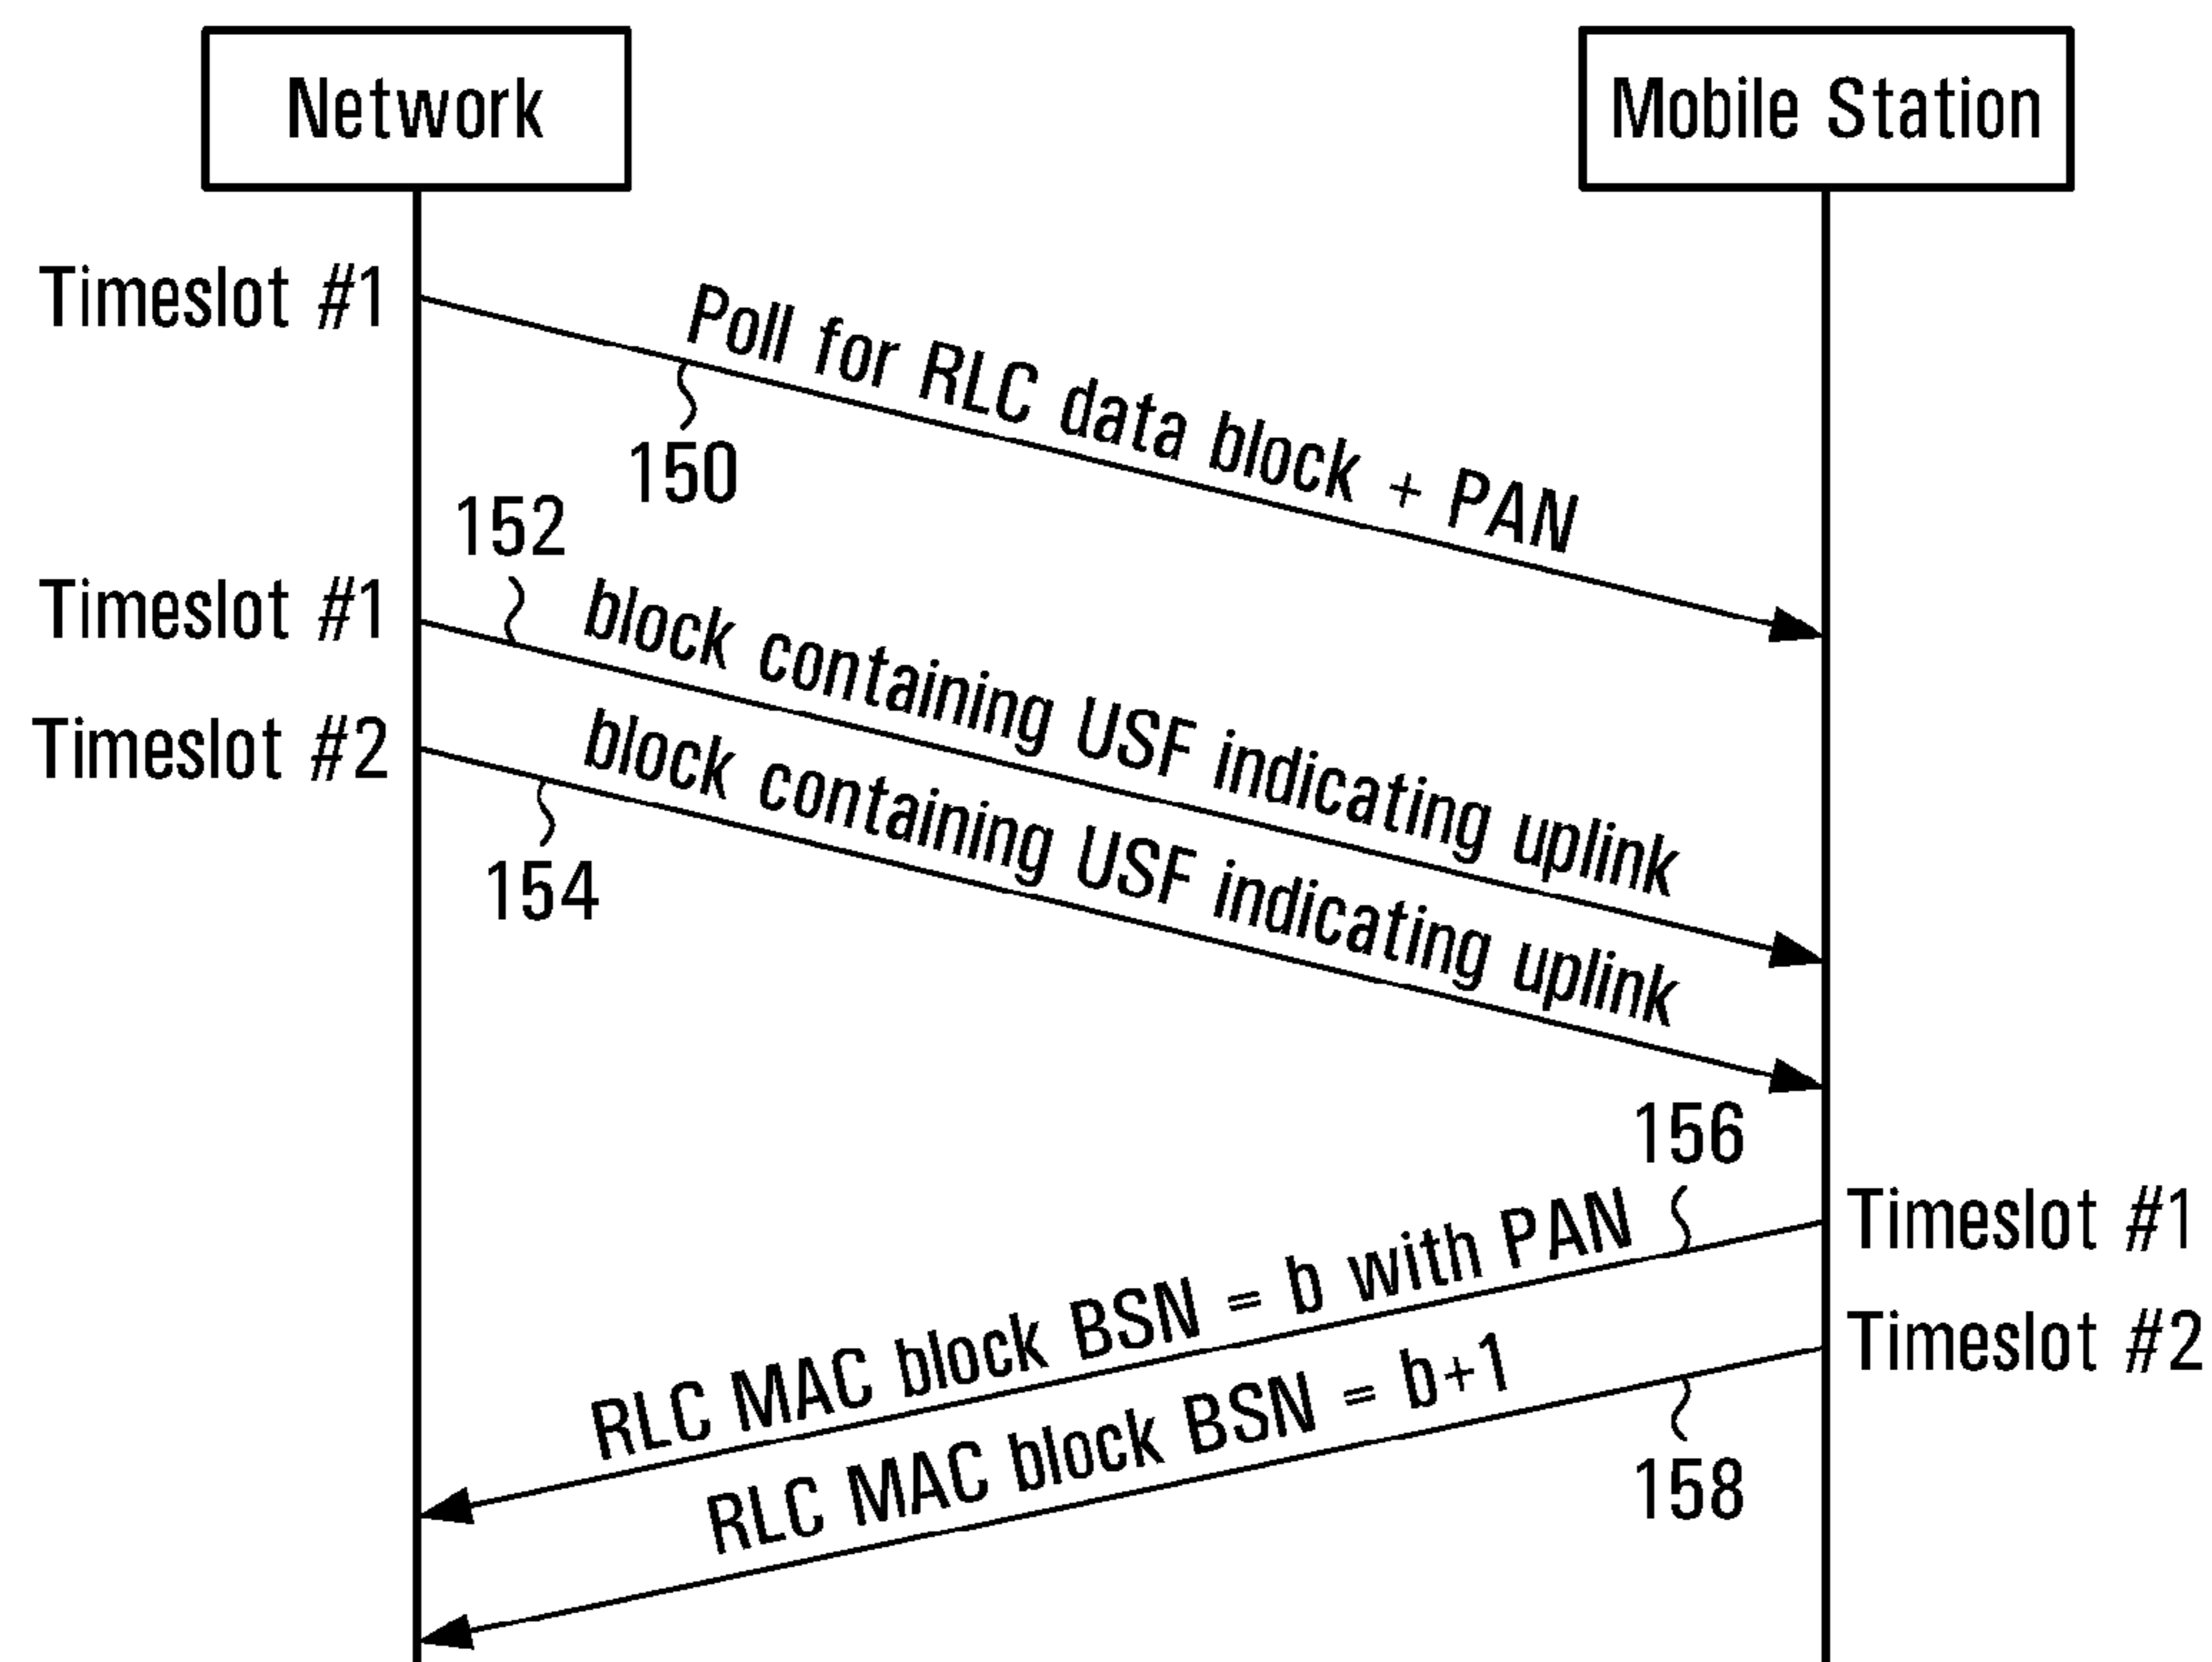 Network
Mobile Station
Timeslot #1
Poll for RLC data block + PAN
150
152
Timeslot #1
block containing USF indicating uplink
Timeslot #2
block containing USF indicating uplink
154
156
Timeslot #1
RLC MAC block BSN = b with PAN
Timeslot #2
RLC MAC block BSN = b+1
158